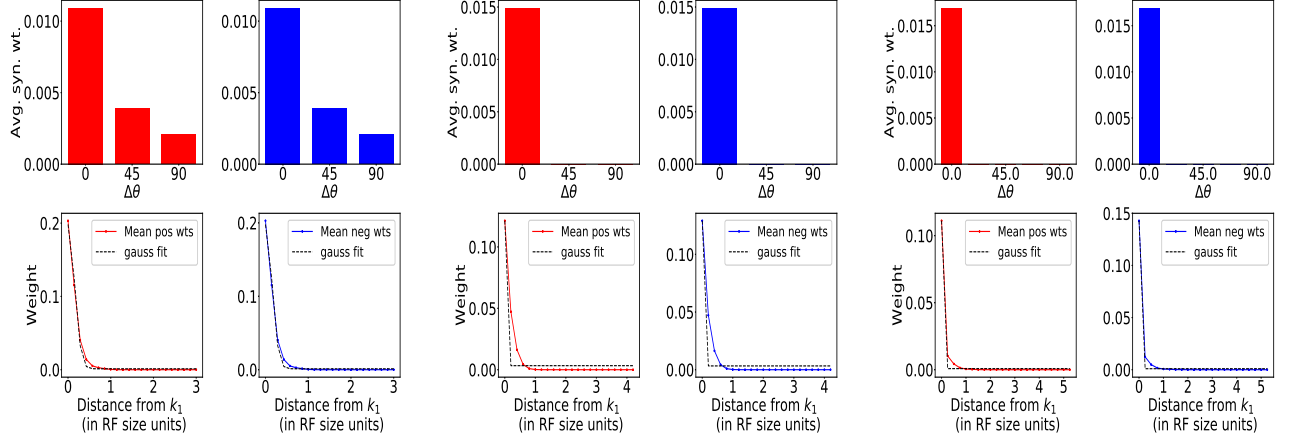 Avg. syn. wt.
0.010
0.005
0.000
0 45 90
Δθ
0 45 90
Δθ
Avg. syn. wt.
0.015
0.010
0.005
0.000
0 45 90
Δθ
0.015
0.010
0.005
0.000
0 45 90
Δθ
Avg. syn. wt.
0.015
0.010
0.005
0.000
0.0 45.0 90.0
Δθ
0.015
0.010
0.005
0.000
0.0 45.0 90.0
Δθ
Weight
0.2
0.1
0.0
Mean pos wts
gauss fit
0 1 2 3
Distance from k1
(in RF size units)
0.2
0.1
0.0
Mean neg wts
gauss fit
0 1 2 3
Distance from k1
(in RF size units)
Weight
0.10
0.05
0.00
Mean pos wts
gauss fit
0 1 2 3 4
Distance from k1
(in RF size units)
0.10
0.05
0.00
Mean neg wts
gauss fit
0 1 2 3 4
Distance from k1
(in RF size units)
Weight
0.10
0.05
0.00
Mean pos wts
gauss fit
0 1 2 3 4 5
Distance from k1
(in RF size units)
0.15
0.10
0.05
0.00
Mean neg wts
gauss fit
0 1 2 3 4 5
Distance from k1
(in RF size units)